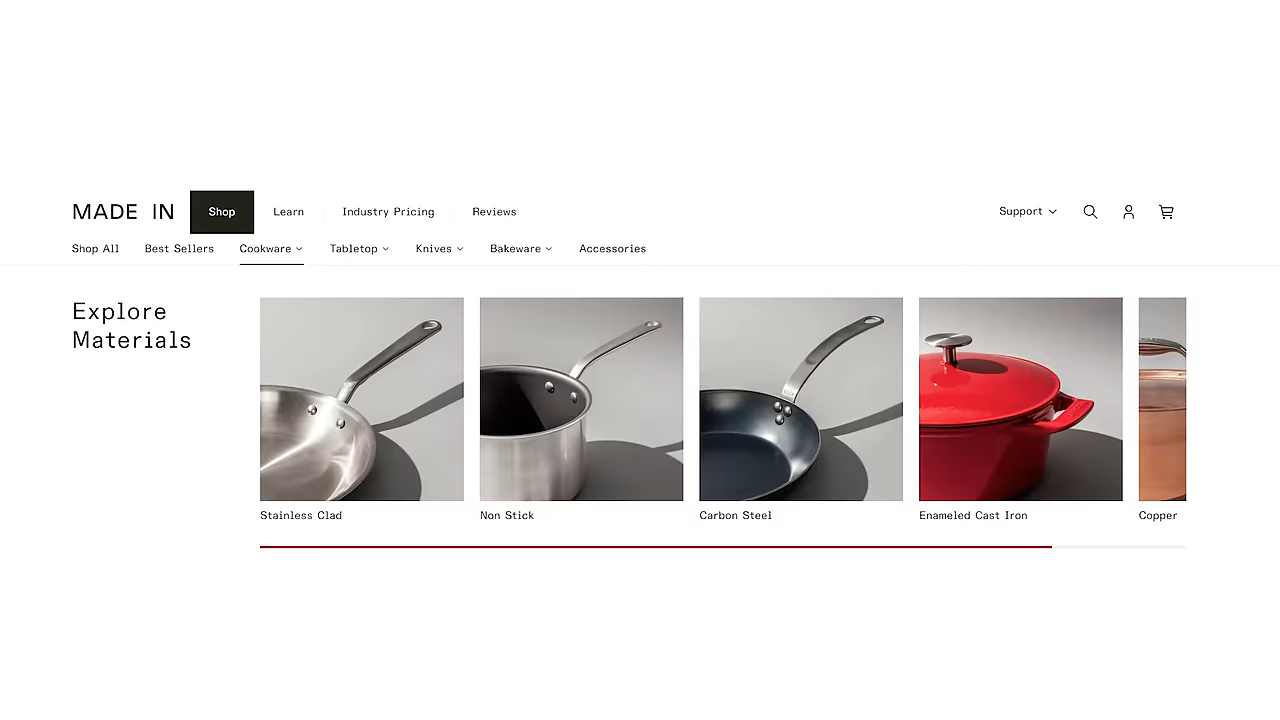 MADE IN
Shop
Learn
Industry Pricing
Reviews
Support
Shop All
Best Sellers
Cookware
Tabletop
Knives
Bakeware
Accessories
Explore
Materials
Stainless Clad
Non Stick
Carbon Steel
Enameled Cast Iron
Copper